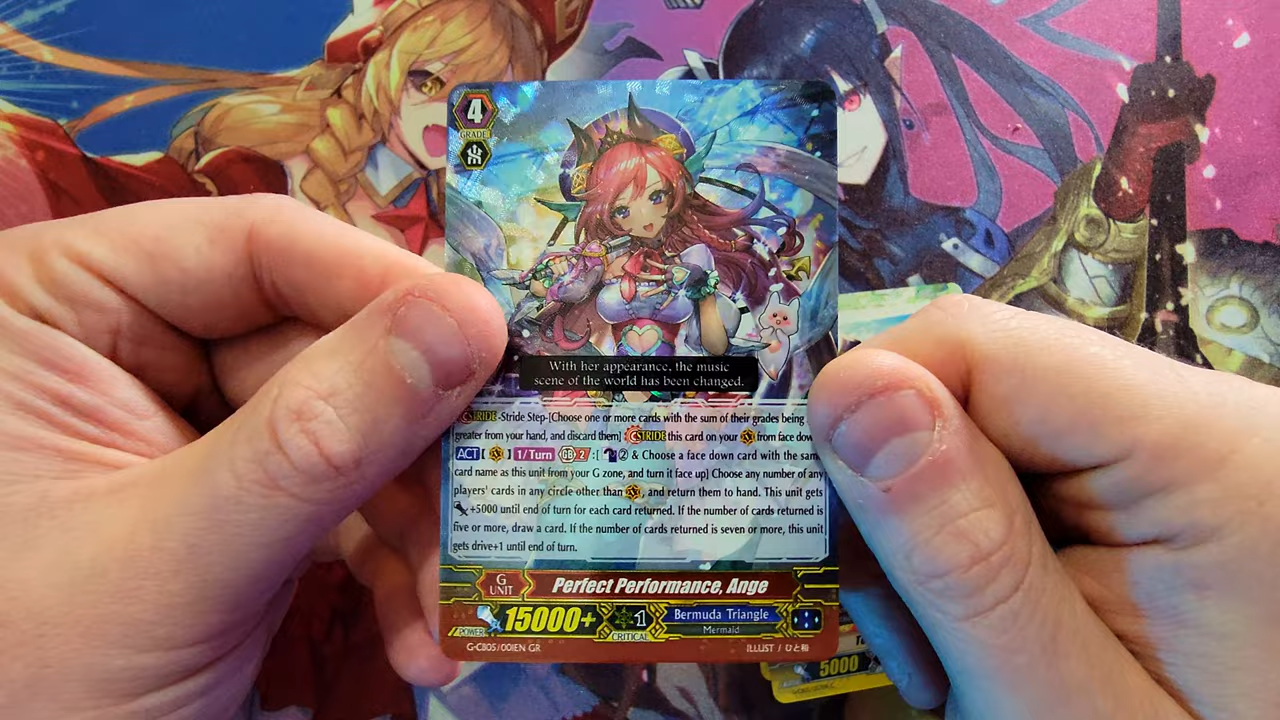 4
GRADE
With her appearance, the music
scene of the world has been changed.
STRIDE -Stride Step-[Choose one or more cards with the sum of their grades being
greater from your hand, and discard them] STRIDE this card on your from face dow
ACT [ ] 1/Turn GB 2 :[ ② & Choose a face down card with the same
card name as this unit from your G zone, and turn it face up] Choose any number of any
players' cards in any circle other than , and return them to hand. This unit gets
+5000 until end of turn for each card returned. If the number of cards returned is
five or more, draw a card. If the number of cards returned is seven or more, this unit
gets drive+1 until end of turn.
G UNIT
Perfect Performance, Ange
POWER 15000+ CRITICAL 1 Bermuda Triangle
Mermaid
G-CB05/001EN GR ILLUST / ひと和
5000